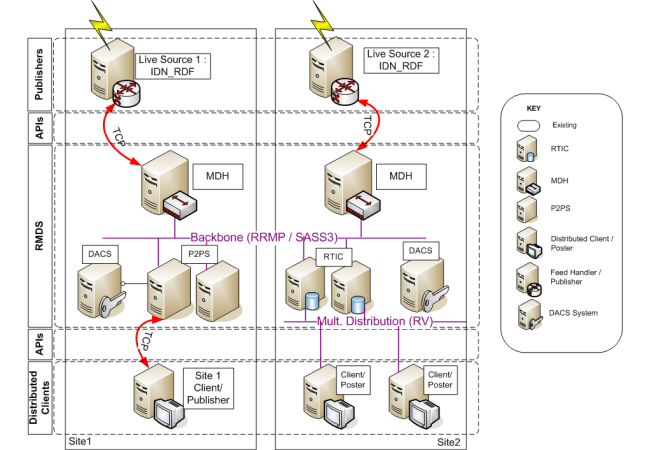 Publishers
Live Source 1 :
IDN_RDF
Live Source 2 :
IDN_RDF
APIs
TCP
TCP
RMDS
MDH
MDH
Backbone (RRMP / SASS3)
DACS
P2PS
RTIC
DACS
Mult. Distribution (RV)
APIs
TCP
Distributed
Clients
Site 1
Client/
Publisher
Client/
Poster
Client/
Poster
Site1
Site2
KEY
Existing
RTIC
MDH
P2PS
Distributed Client /
Poster
Feed Handler /
Publisher
DACS System